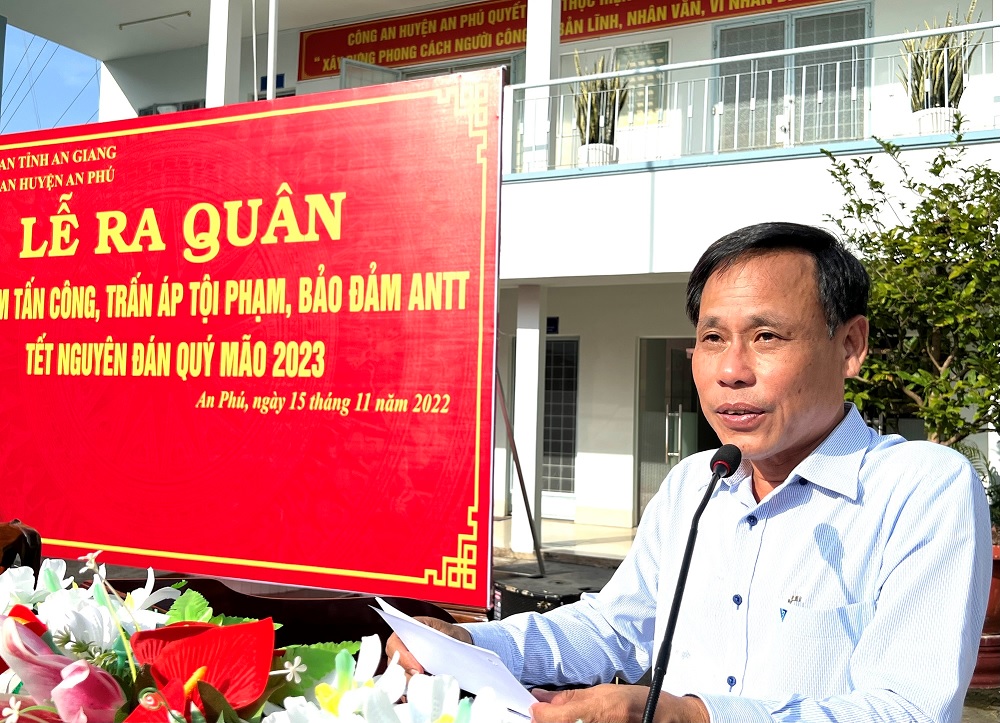 CÔNG AN HUYỆN AN PHÚ QUYẾT THỰC HIỆN
"XÂY DỰNG PHONG CÁCH NGƯỜI CÔNG BẢN LĨNH, NHÂN VĂN, VÌ NHÂN
AN TỈNH AN GIANG
AN HUYỆN AN PHÚ
LỄ RA QUÂN
M TẤN CÔNG, TRẤN ÁP TỘI PHẠM, BẢO ĐẢM ANTT
TẾT NGUYÊN ĐÁN QUÝ MÃO 2023
An Phú, ngày 15 tháng 11 năm 2022